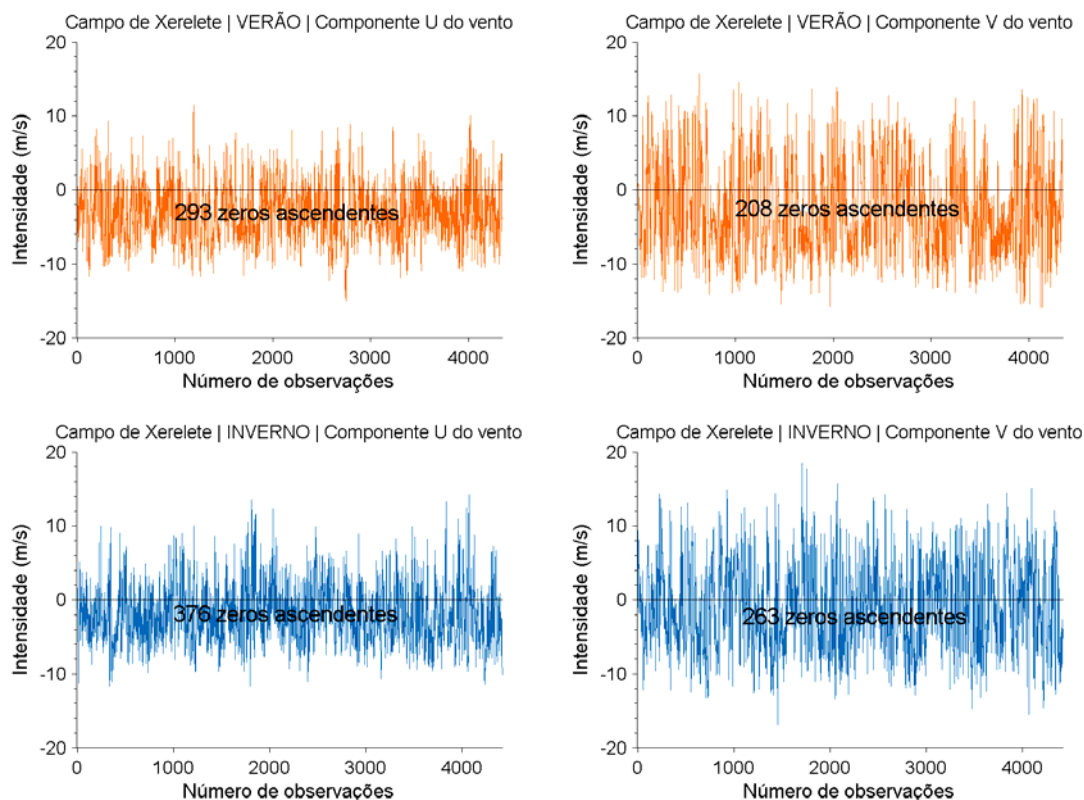 Campo de Xerelete | VERÃO | Componente U do vento
20
10
0
-10
-20
Intensidade (m/s)
293 zeros ascendentes
0 1000 2000 3000 4000
Número de observações
Campo de Xerelete | VERÃO | Componente V do vento
20
10
0
-10
-20
Intensidade (m/s)
208 zeros ascendentes
0 1000 2000 3000 4000
Número de observações
Campo de Xerelete | INVERNO | Componente U do vento
20
10
0
-10
-20
Intensidade (m/s)
376 zeros ascendentes
0 1000 2000 3000 4000
Número de observações
Campo de Xerelete | INVERNO | Componente V do vento
20
10
0
-10
-20
Intensidade (m/s)
263 zeros ascendentes
0 1000 2000 3000 4000
Número de observações